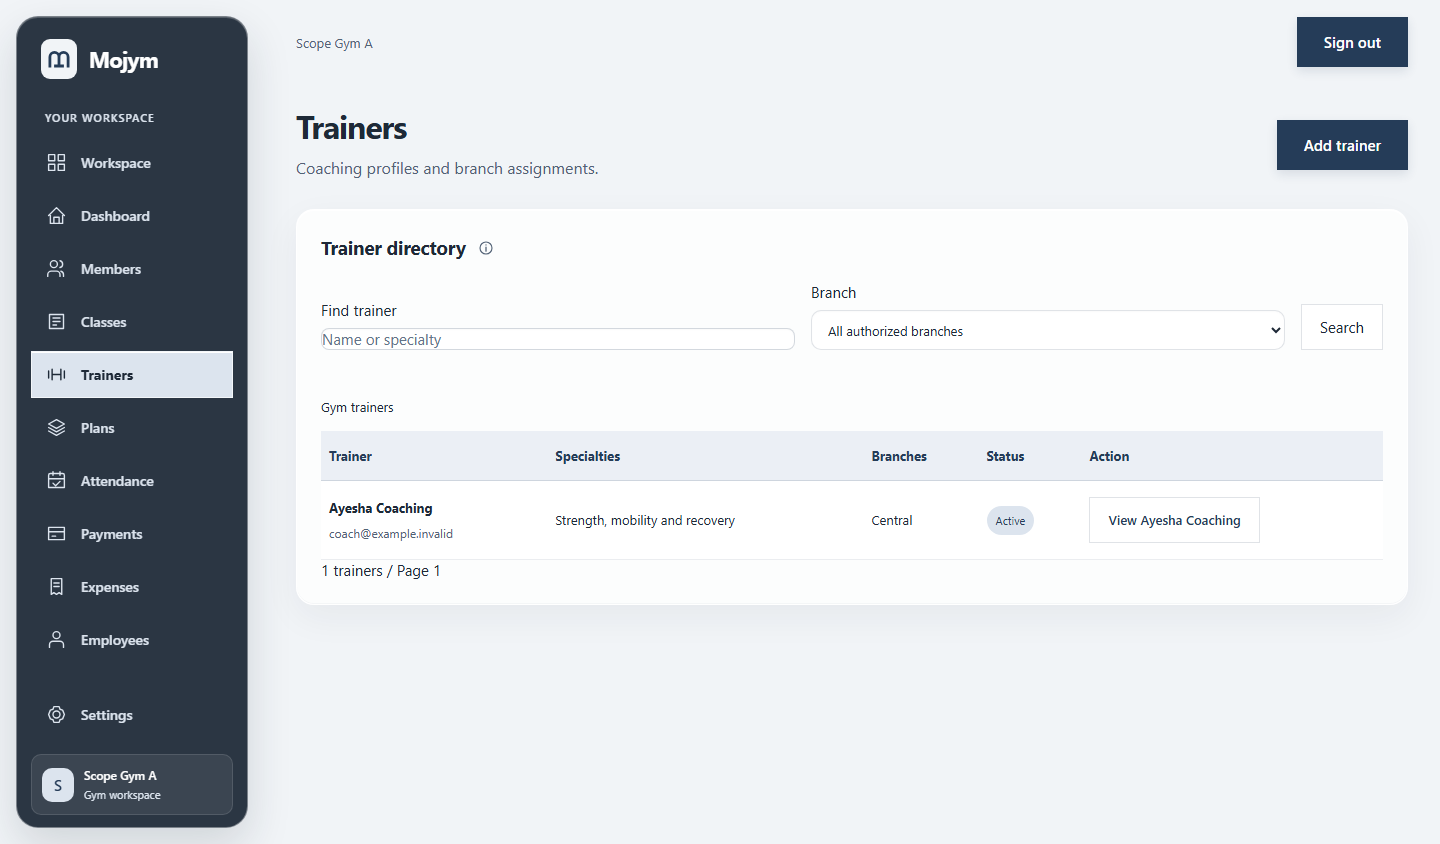 Mojym
YOUR WORKSPACE
Workspace
Dashboard
Members
Classes
Trainers
Plans
Attendance
Payments
Expenses
Employees
Settings
S
Scope Gym A
Gym workspace
Scope Gym A
Sign out
Trainers
Coaching profiles and branch assignments.
Add trainer
Trainer directory
Find trainer
Name or specialty
Branch
All authorized branches
Search
Gym trainers
Trainer Specialties Branches Status Action
Ayesha Coaching
coach@example.invalid
Strength, mobility and recovery
Central
Active
View Ayesha Coaching
1 trainers / Page 1